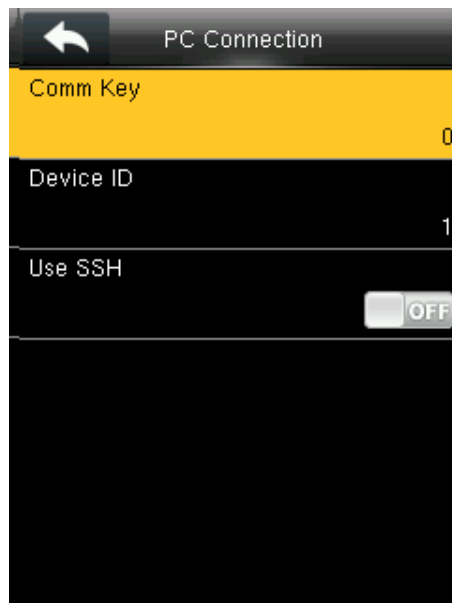 PC Connection
Comm Key
0
Device ID
1
Use SSH
OFF